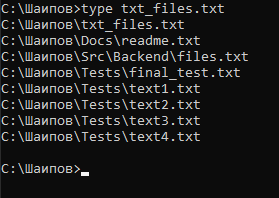 C:\Шаипов>type txt_files.txt
C:\Шаипов\txt_files.txt
C:\Шаипов\Docs\readme.txt
C:\Шаипов\Src\Backend\files.txt
C:\Шаипов\Tests\final_test.txt
C:\Шаипов\Tests\text1.txt
C:\Шаипов\Tests\text2.txt
C:\Шаипов\Tests\text3.txt
C:\Шаипов\Tests\text4.txt
C:\Шаипов>